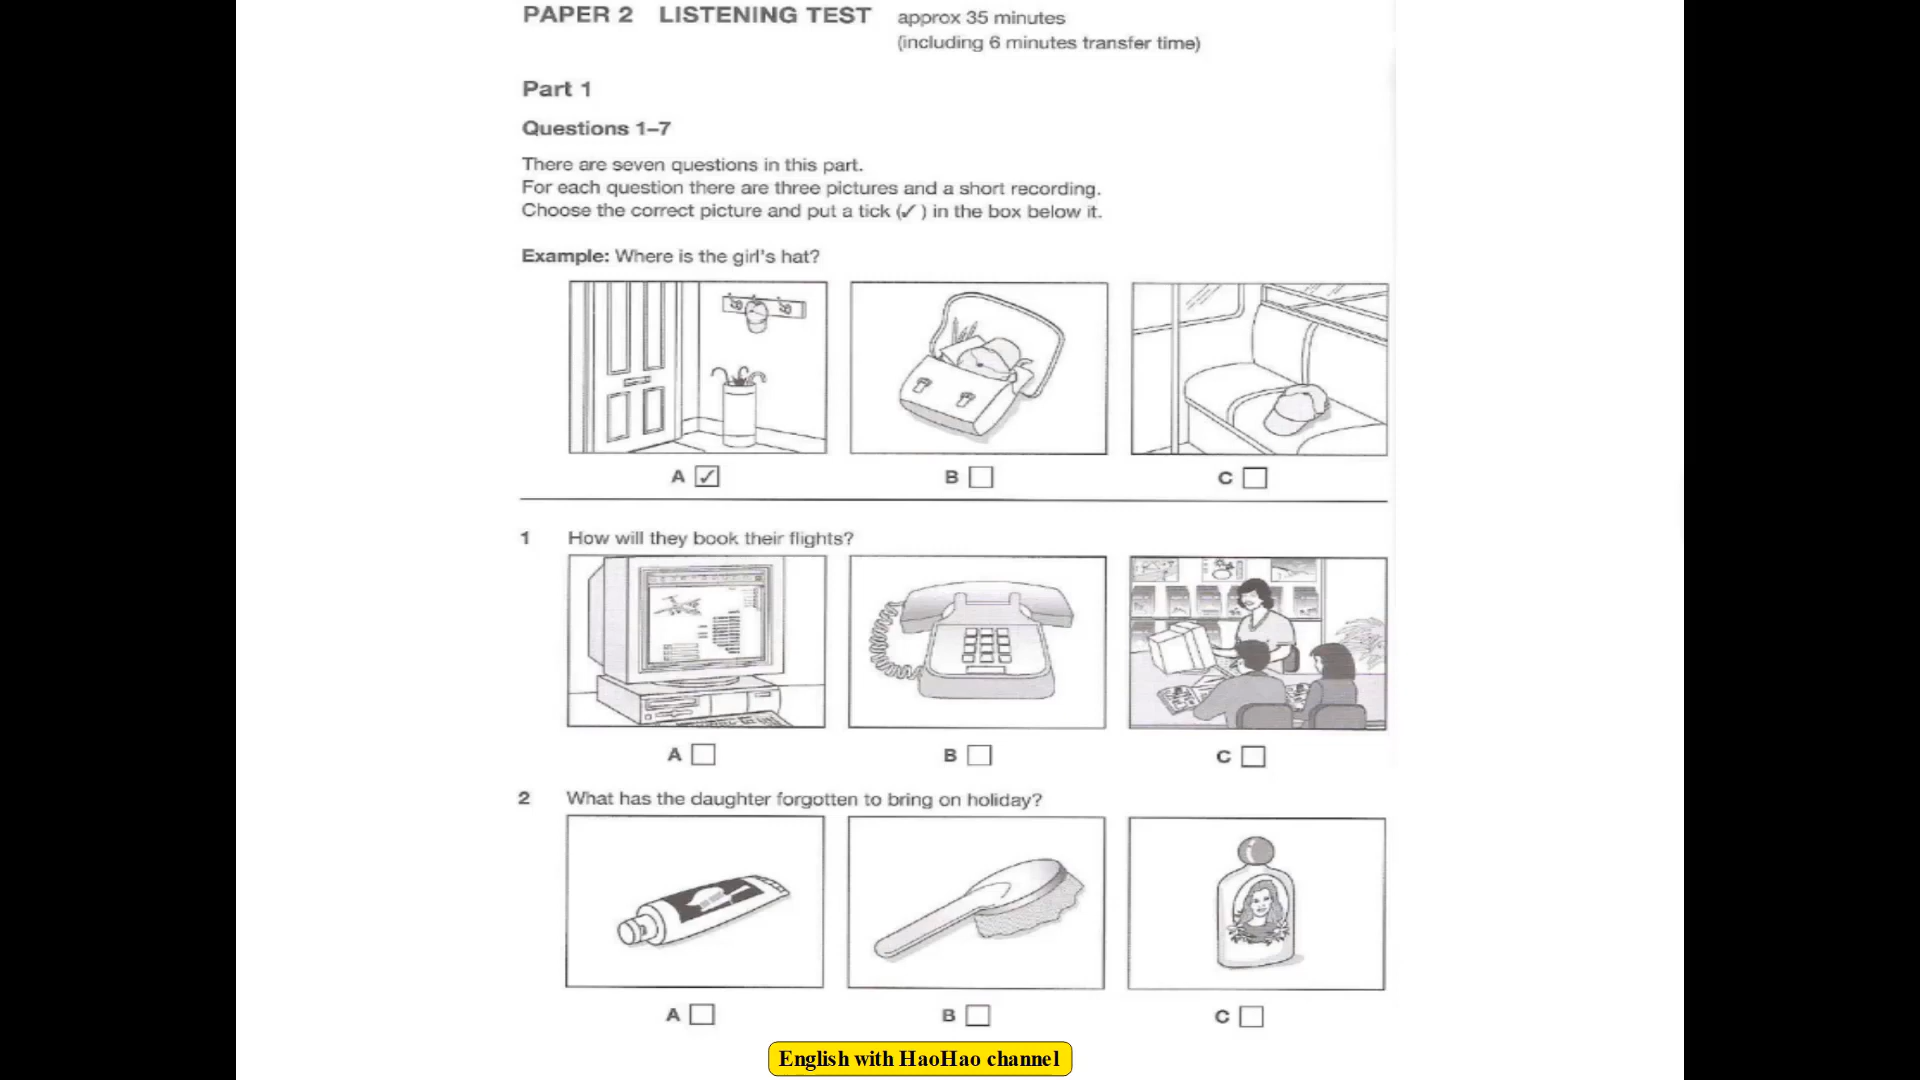 PAPER 2 LISTENING TEST approx 35 minutes
(including 6 minutes transfer time)
Part 1
Questions 1–7
There are seven questions in this part.
For each question there are three pictures and a short recording.
Choose the correct picture and put a tick (✓) in the box below it.
Example: Where is the girl's hat?
A ✓ B C
1 How will they book their flights?
A B C
2 What has the daughter forgotten to bring on holiday?
A B C
English with HaoHao channel